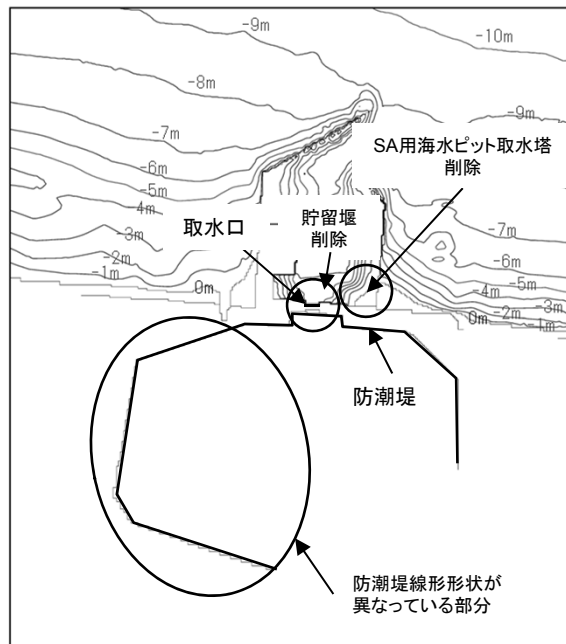 -9m
-10m
-8m
-9m
-7m
SA用海水ピット取水塔
削除
-6m
-5m
-4m
取水口
貯留堰
削除
-7m
-3m
-6m
-2m
-5m
-1m
-4m
0m
-3m
-2m
0m
-1m
防潮堤
防潮堤線形形状が
異なっている部分